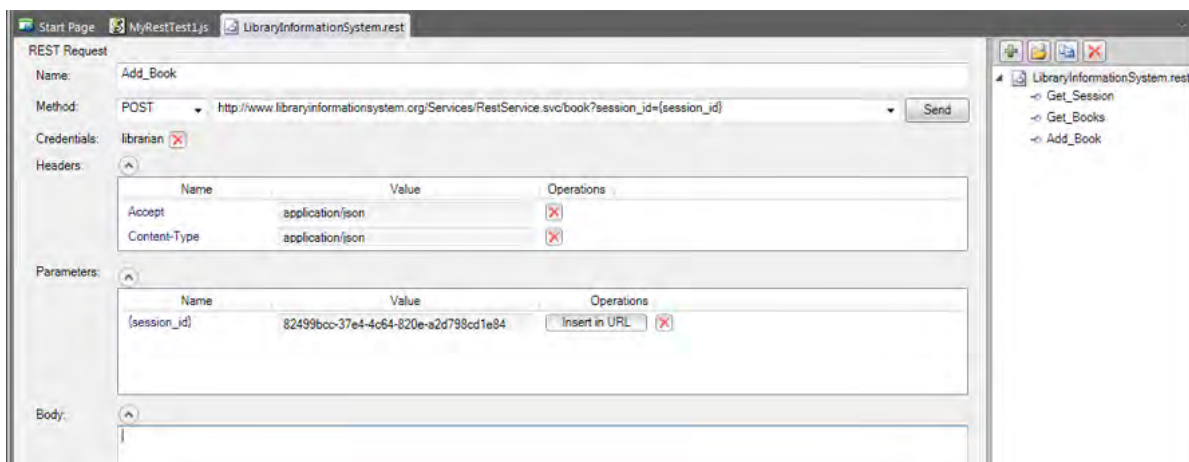 Start Page MyRestTest1.js LibraryInformationSystem.rest
REST Request
Name: Add_Book
Method: POST http://www.libraryinformationsystem.org/Services/RestService.svc/book?session_id={session_id} Send
Credentials: librarian
Headers:
Name Value Operations
Accept application/json
Content-Type application/json
Parameters:
Name Value Operations
{session_id} 82499bcc-37e4-4c64-820e-a2d798cd1e84 Insert in URL
Body:
LibraryInformationSystem.rest
Get_Session
Get_Books
Add_Book